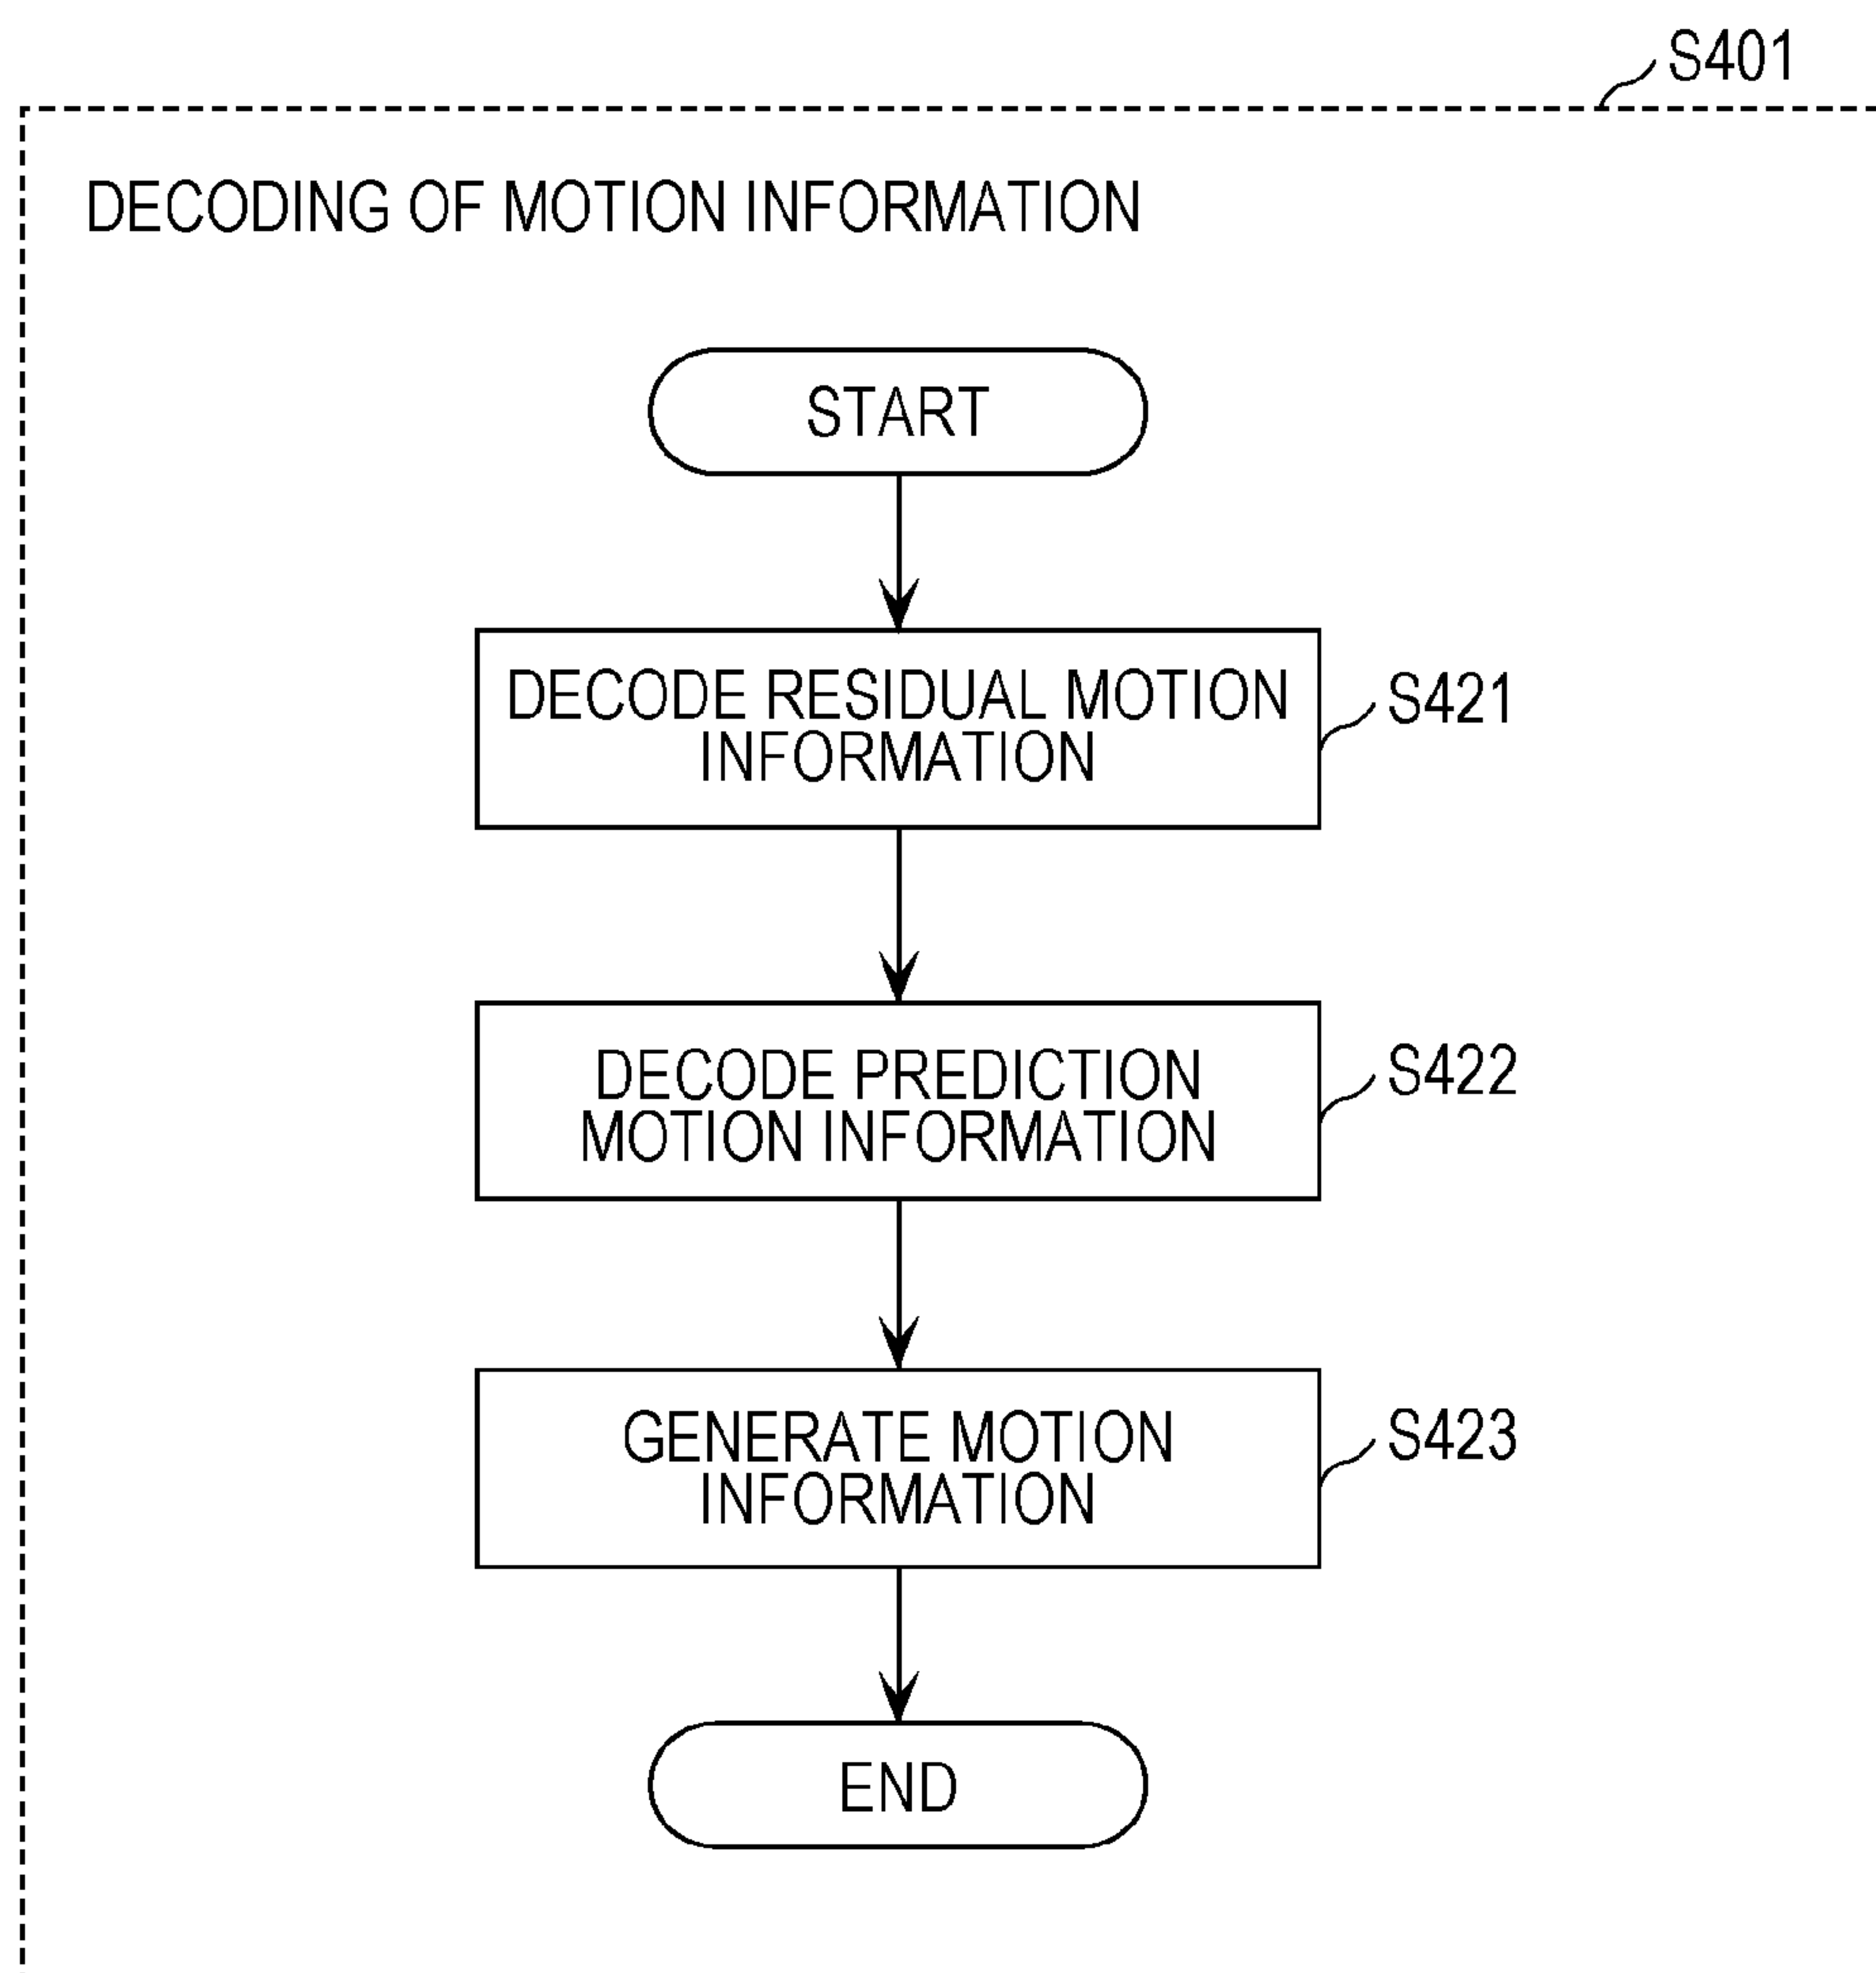 S401
DECODING OF MOTION INFORMATION
START
DECODE RESIDUAL MOTION
INFORMATION
S421
DECODE PREDICTION
MOTION INFORMATION
S422
GENERATE MOTION
INFORMATION
S423
END